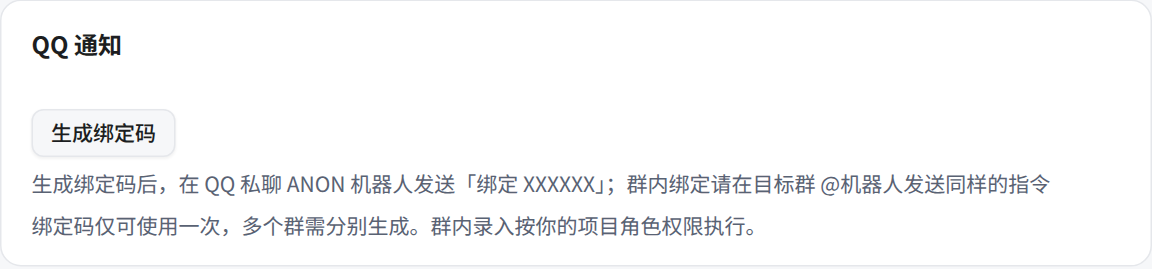 QQ 通知
生成绑定码
生成绑定码后，在 QQ 私聊 ANON 机器人发送「绑定 XXXXXX」；群内绑定请在目标群 @机器人发送同样的指令
绑定码仅可使用一次，多个群需分别生成。群内录入按你的项目角色权限执行。